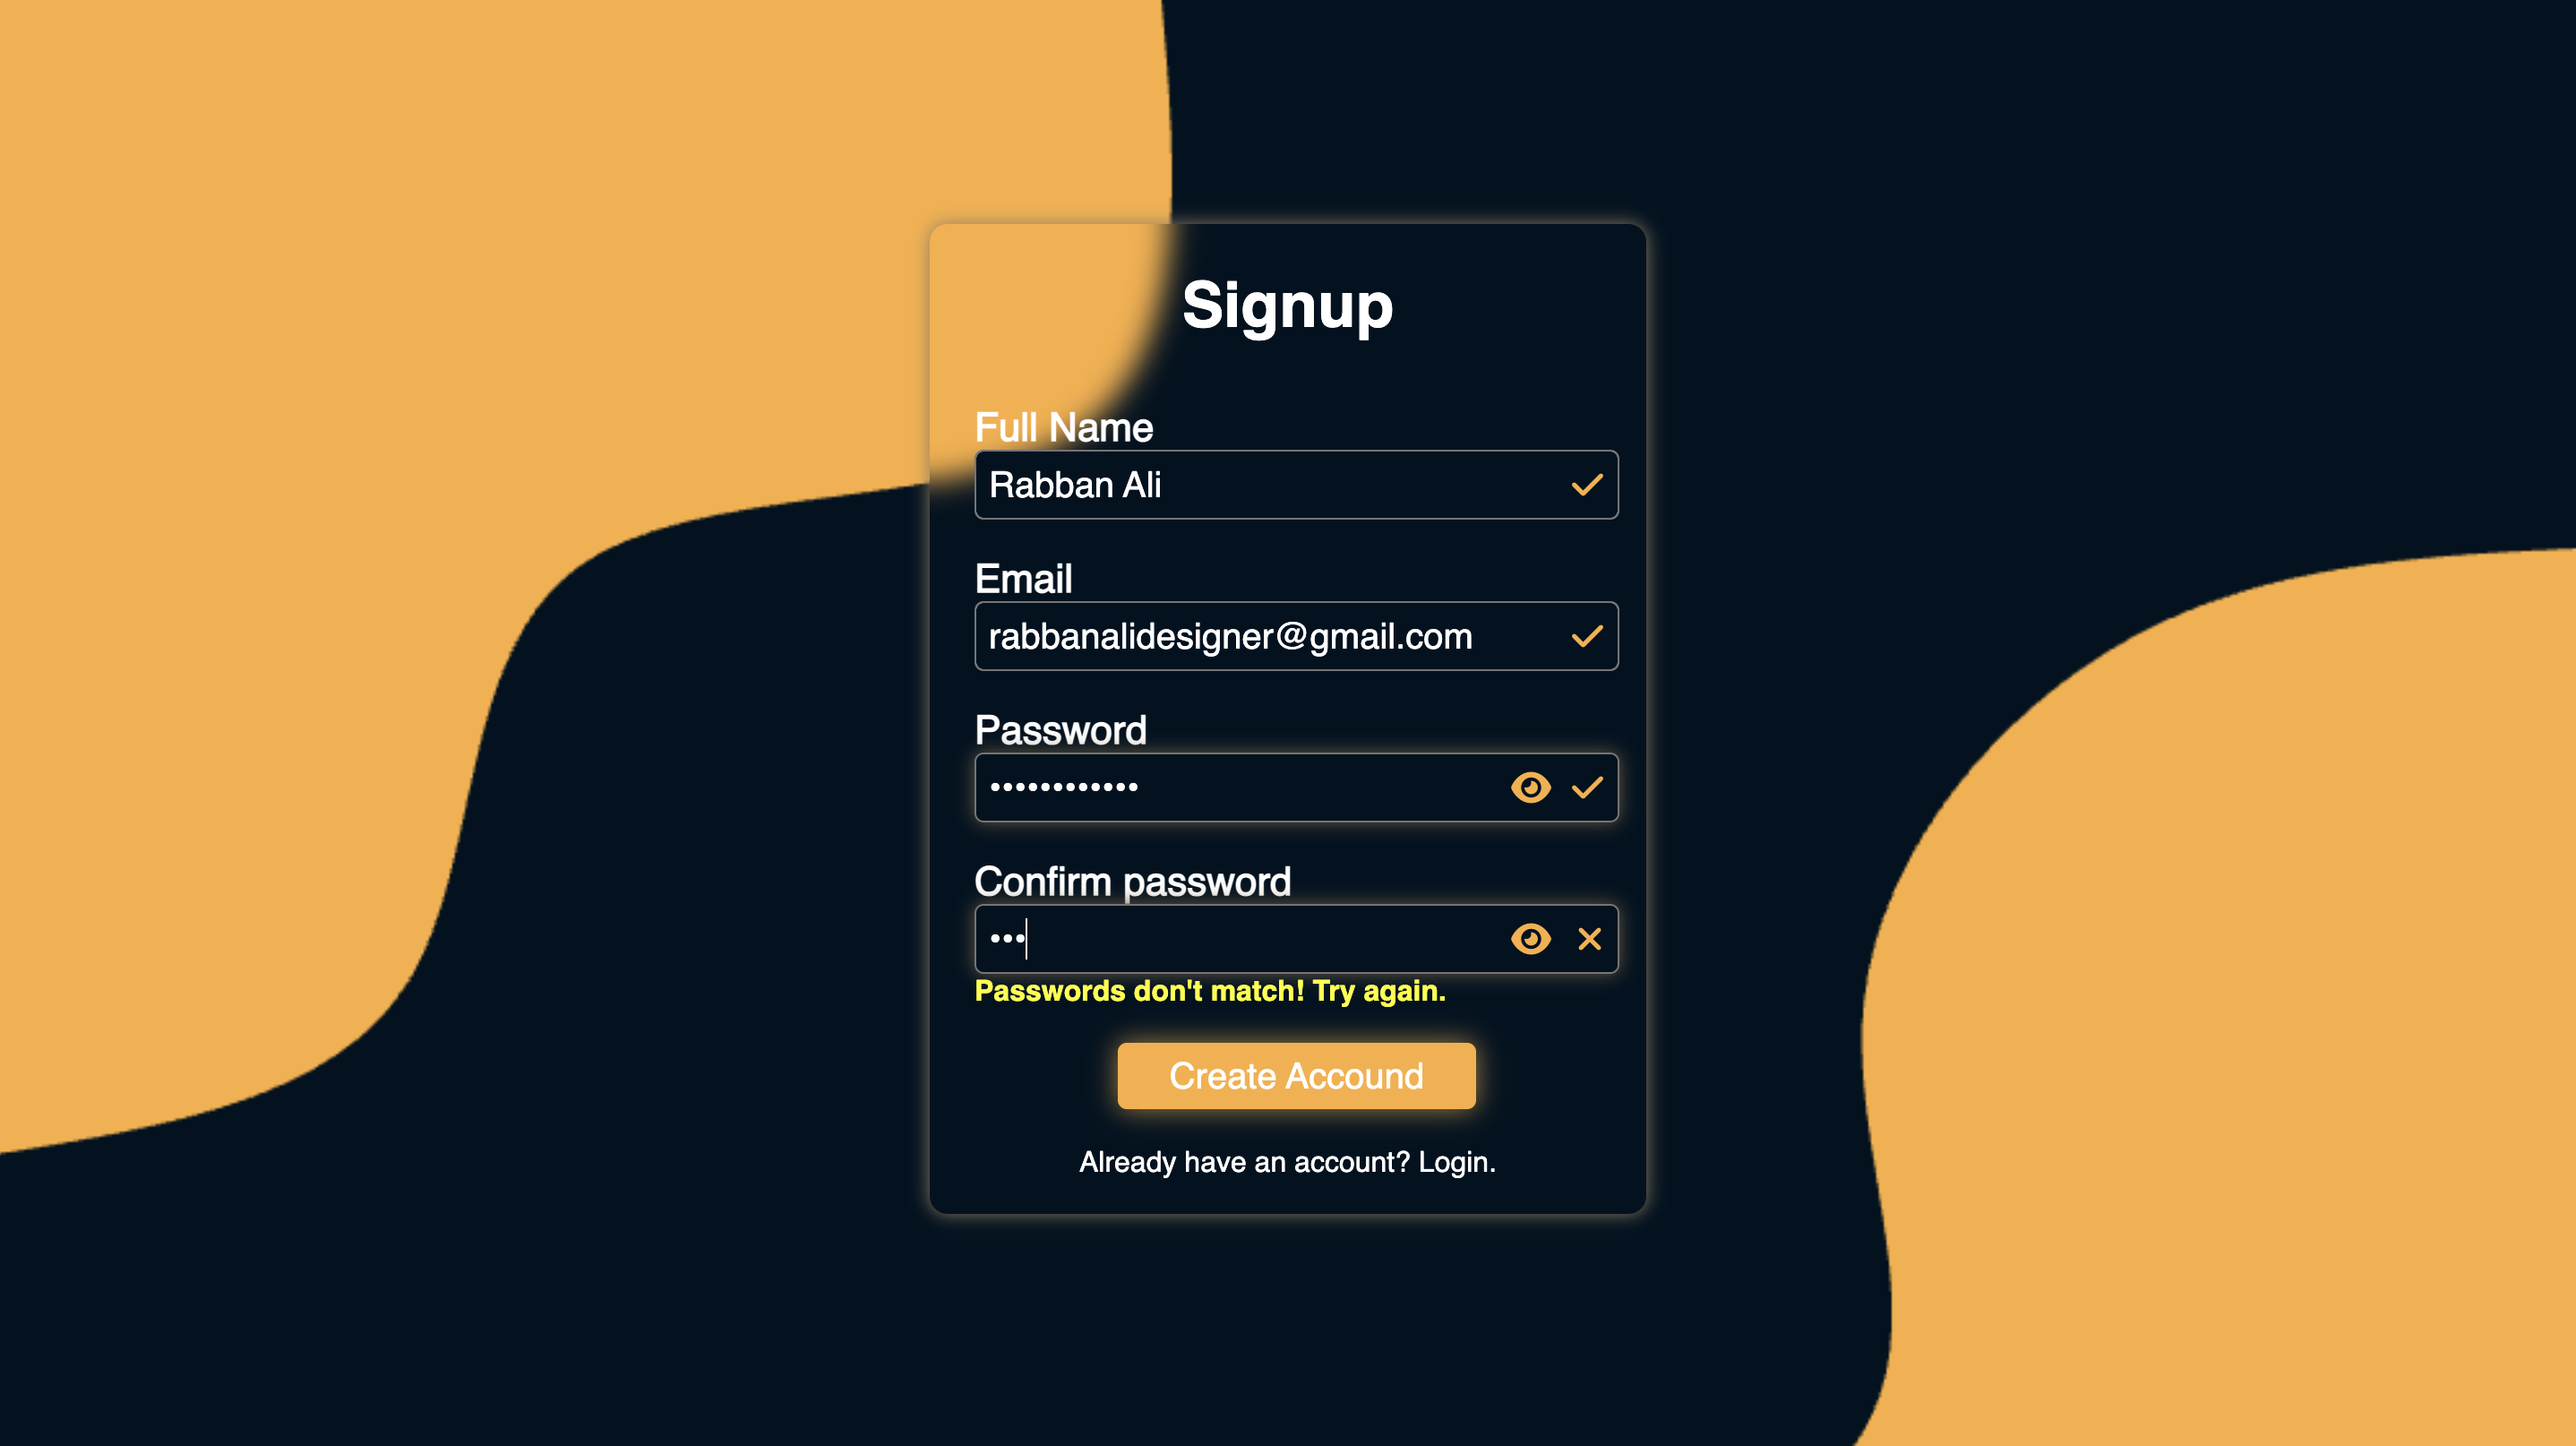 Signup
Full Name
Rabban Ali
Email
rabbanalidesigner@gmail.com
Password
••••••••••••
Confirm password
•••
Passwords don't match! Try again.
Create Accound
Already have an account? Login.